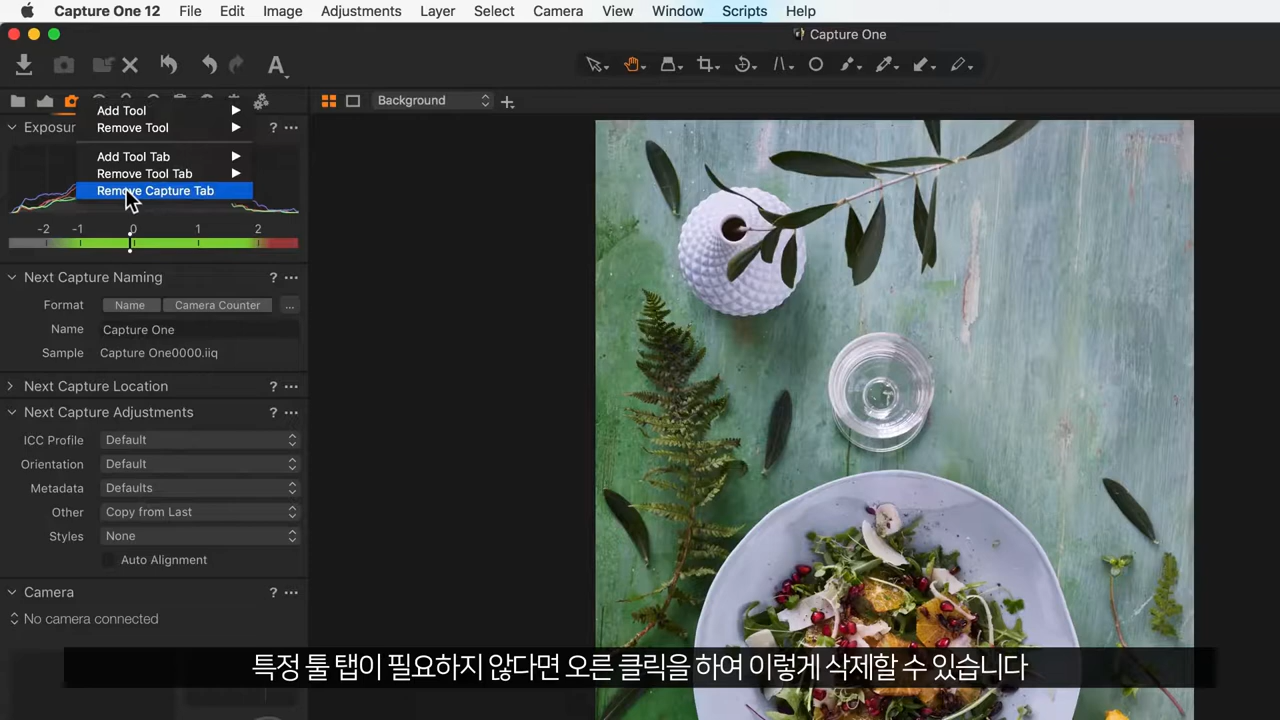 Capture One 12 File Edit Image Adjustments Layer Select Camera View Window Scripts Help
Capture One
A
Background
Add Tool
Remove Tool
Add Tool Tab
Remove Tool Tab
Remove Capture Tab
Exposur ? ...
-2 -1 0 1 2
Next Capture Naming ? ...
Format Name Camera Counter ...
Name Capture One
Sample Capture One0000.iiq
Next Capture Location ? ...
Next Capture Adjustments ? ...
ICC Profile Default
Orientation Default
Metadata Defaults
Other Copy from Last
Styles None
Auto Alignment
Camera ? ...
No camera connected
특정 툴 탭이 필요하지 않다면 오른 클릭을 하여 이렇게 삭제할 수 있습니다